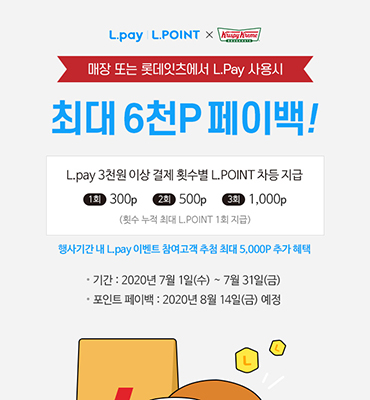 L.pay | L.POINT × Krispy Kreme
DOUGHNUTS
매장 또는 롯데잇츠에서 L.Pay 사용시
최대 6천P 페이백!
L.pay 3천원 이상 결제 횟수별 L.POINT 차등 지급
1회 300p 2회 500p 3회 1,000p
(횟수 누적 최대 L.POINT 1회 지급)
행사기간 내 L.pay 이벤트 참여고객 추첨 최대 5,000P 추가 혜택
• 기간 : 2020년 7월 1일(수) ~ 7월 31일(금)
• 포인트 페이백 : 2020년 8월 14일(금) 예정
L
L